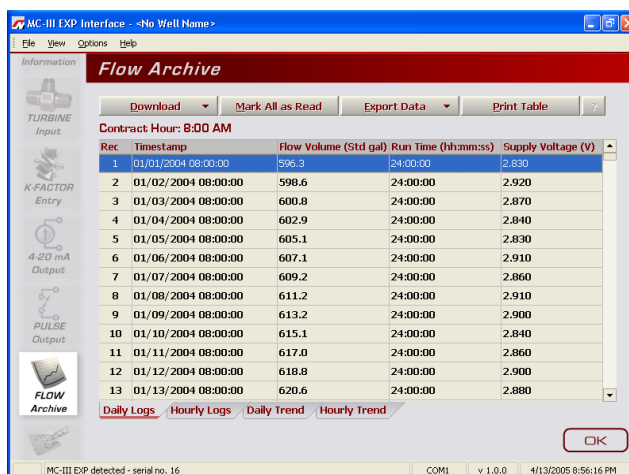 MC-III EXP Interface - <No Well Name>
File View Options Help
Information
Flow Archive
Download Mark All as Read Export Data Print Table ?
TURBINE
Input
Contract Hour: 8:00 AM
Rec Timestamp Flow Volume (Std gal) Run Time (hh:mm:ss) Supply Voltage (V)
1 01/01/2004 08:00:00 596.3 24:00:00 2.830
2 01/02/2004 08:00:00 598.6 24:00:00 2.920
K-FACTOR
Entry
3 01/03/2004 08:00:00 600.8 24:00:00 2.870
4 01/04/2004 08:00:00 602.9 24:00:00 2.840
5 01/05/2004 08:00:00 605.1 24:00:00 2.830
4-20 mA
Output
6 01/06/2004 08:00:00 607.1 24:00:00 2.910
7 01/07/2004 08:00:00 609.2 24:00:00 2.860
8 01/08/2004 08:00:00 611.2 24:00:00 2.910
9 01/09/2004 08:00:00 613.2 24:00:00 2.900
PULSE
Output
10 01/10/2004 08:00:00 615.1 24:00:00 2.840
11 01/11/2004 08:00:00 617.0 24:00:00 2.860
12 01/12/2004 08:00:00 618.8 24:00:00 2.900
13 01/13/2004 08:00:00 620.6 24:00:00 2.880
FLOW
Archive
Daily Logs Hourly Logs Daily Trend Hourly Trend
OK
MC-III EXP detected - serial no. 16 COM1 v 1.0.0 4/13/2005 8:56:16 PM